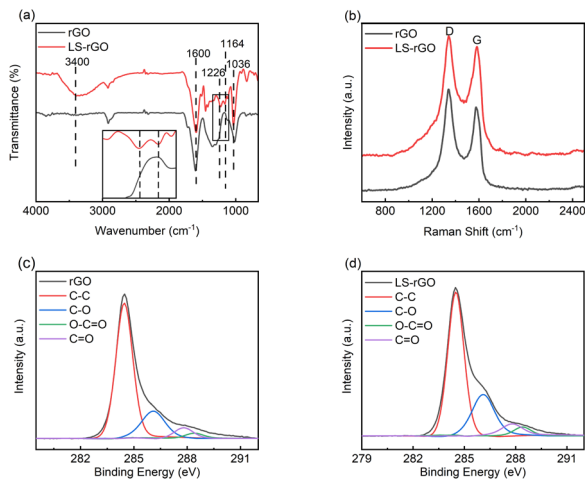 (a)
rGO
LS-rGO
3400
1600
1164
1226
1036
Transmittance (%)
4000
3000
2000
1000
Wavenumber (cm-1)
(b)
rGO
LS-rGO
D
G
Intensity (a.u.)
800
1200
1600
2000
2400
Raman Shift (cm-1)
(c)
rGO
C-C
C-O
O-C=O
C=O
Intensity (a.u.)
282
285
288
291
Binding Energy (eV)
(d)
LS-rGO
C-C
C-O
O-C=O
C=O
Intensity (a.u.)
279
282
285
288
291
Binding Energy (eV)